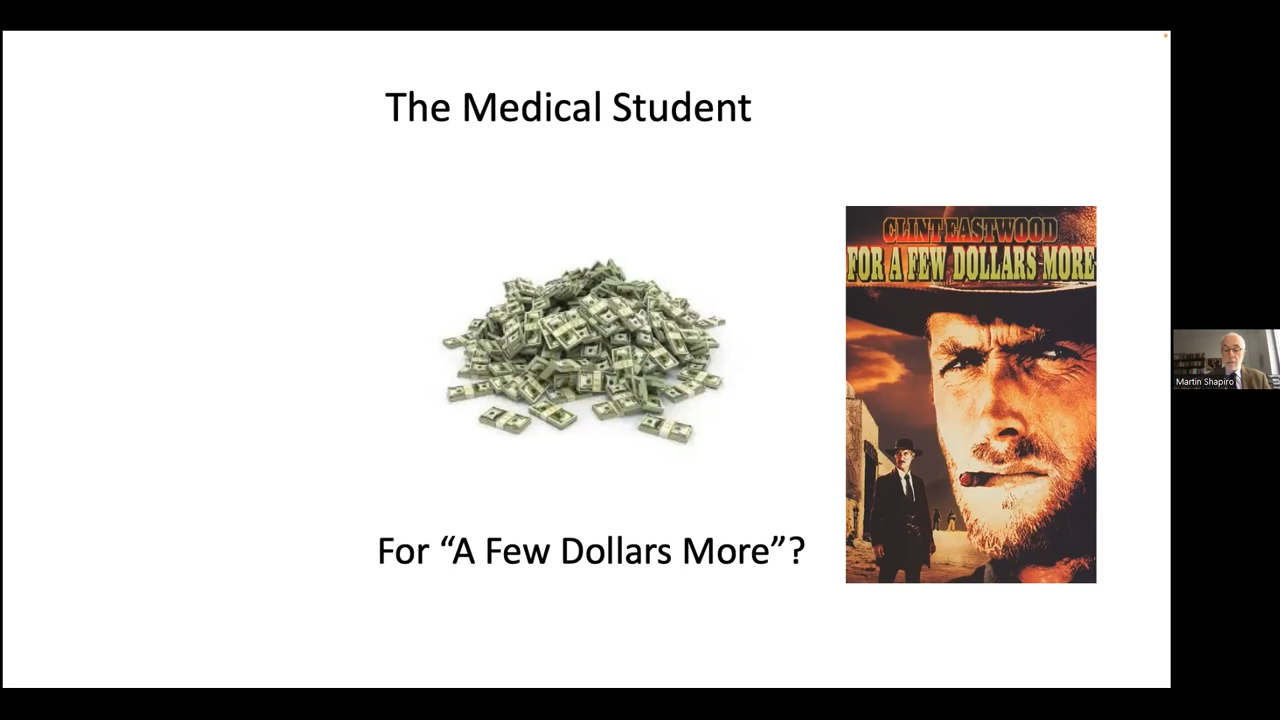 The Medical Student
CLINT EASTWOOD
FOR A FEW DOLLARS MORE
For “A Few Dollars More”?
Martin Shapiro